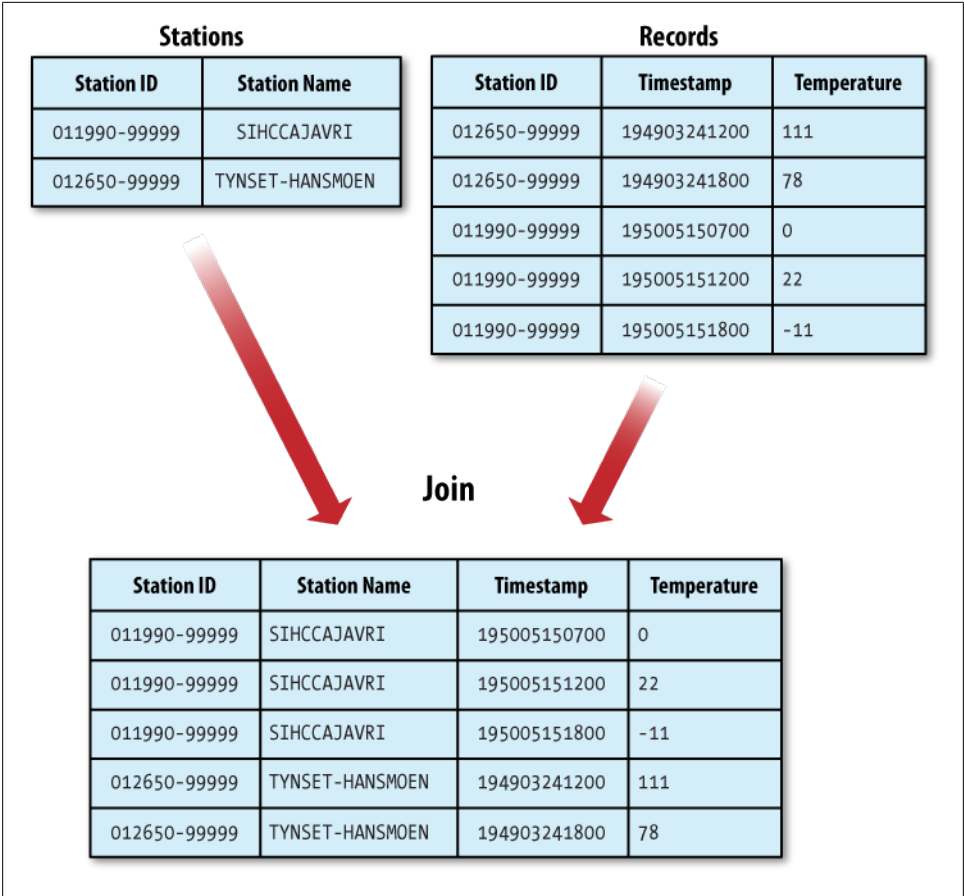 Stations
Station ID Station Name
011990-99999 SIHCCAJAVRI
012650-99999 TYNSET-HANSMOEN
Records
Station ID Timestamp Temperature
012650-99999 194903241200 111
012650-99999 194903241800 78
011990-99999 195005150700 0
011990-99999 195005151200 22
011990-99999 195005151800 -11
Join
Station ID Station Name Timestamp Temperature
011990-99999 SIHCCAJAVRI 195005150700 0
011990-99999 SIHCCAJAVRI 195005151200 22
011990-99999 SIHCCAJAVRI 195005151800 -11
012650-99999 TYNSET-HANSMOEN 194903241200 111
012650-99999 TYNSET-HANSMOEN 194903241800 78